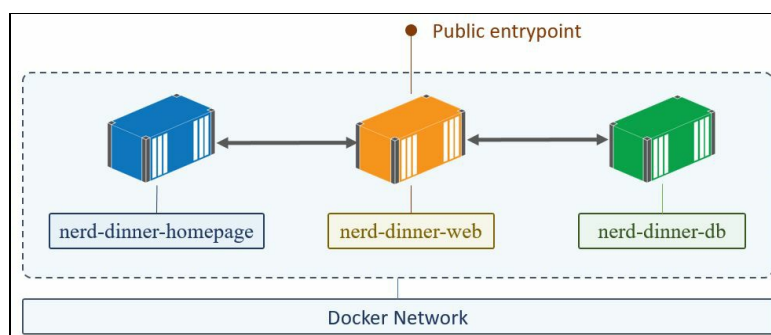 Public entrypoint
nerd-dinner-homepage
nerd-dinner-web
nerd-dinner-db
Docker Network